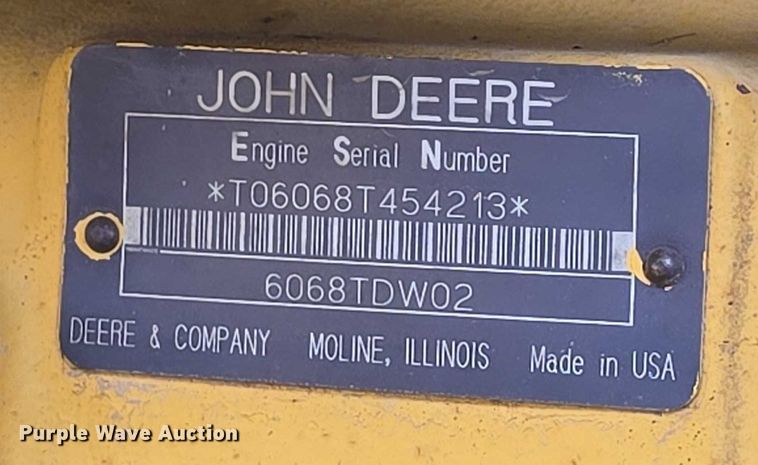 JOHN DEERE
Engine Serial Number
*T06068T454213*
6068TDW02
DEERE & COMPANY MOLINE, ILLINOIS Made in USA
Purple Wave Auction